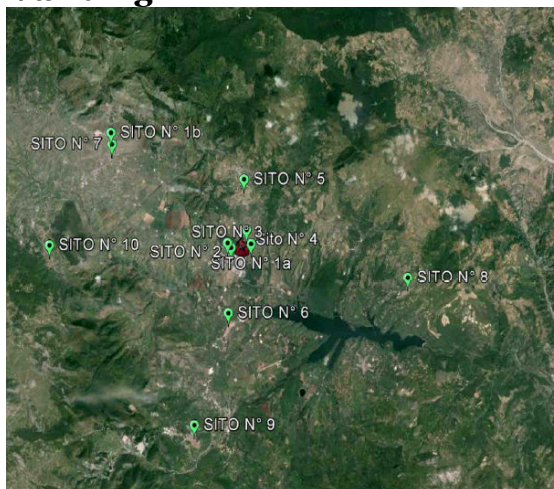 SITO N° 1b
SITO N° 7
SITO N° 5
SITO N° 3
Sito N° 4
SITO N° 2
SITO N° 10
SITO N° 1a
SITO N° 8
SITO N° 6
SITO N° 9